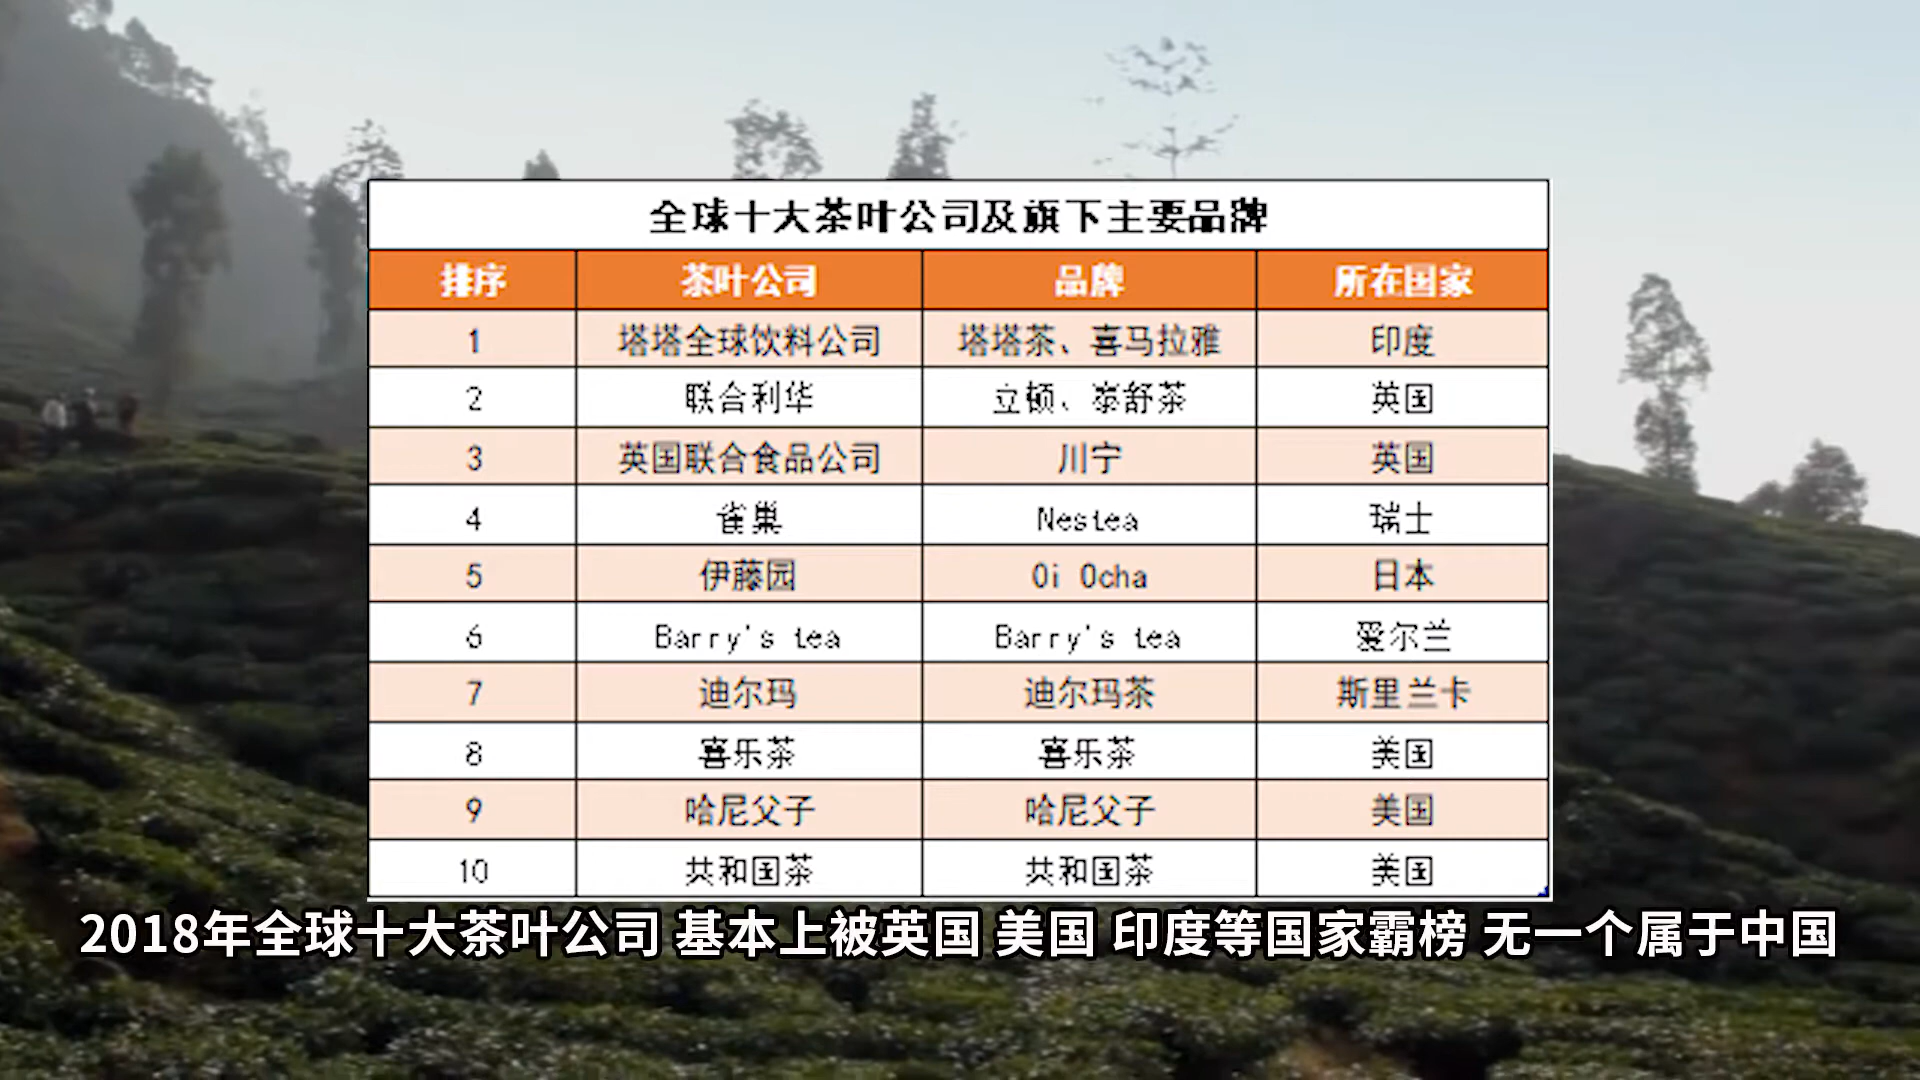 全球十大茶叶公司及旗下主要品牌
排序 茶叶公司 品牌 所在国家
1 塔塔全球饮料公司 塔塔茶、喜马拉雅 印度
2 联合利华 立顿、泰舒茶 英国
3 英国联合食品公司 川宁 英国
4 雀巢 Nestea 瑞士
5 伊藤园 Oi Ocha 日本
6 Barry's tea Barry's tea 爱尔兰
7 迪尔玛 迪尔玛茶 斯里兰卡
8 喜乐茶 喜乐茶 美国
9 哈尼父子 哈尼父子 美国
10 共和国茶 共和国茶 美国
2018年全球十大茶叶公司 基本上被英国 美国 印度等国家霸榜 无一个属于中国